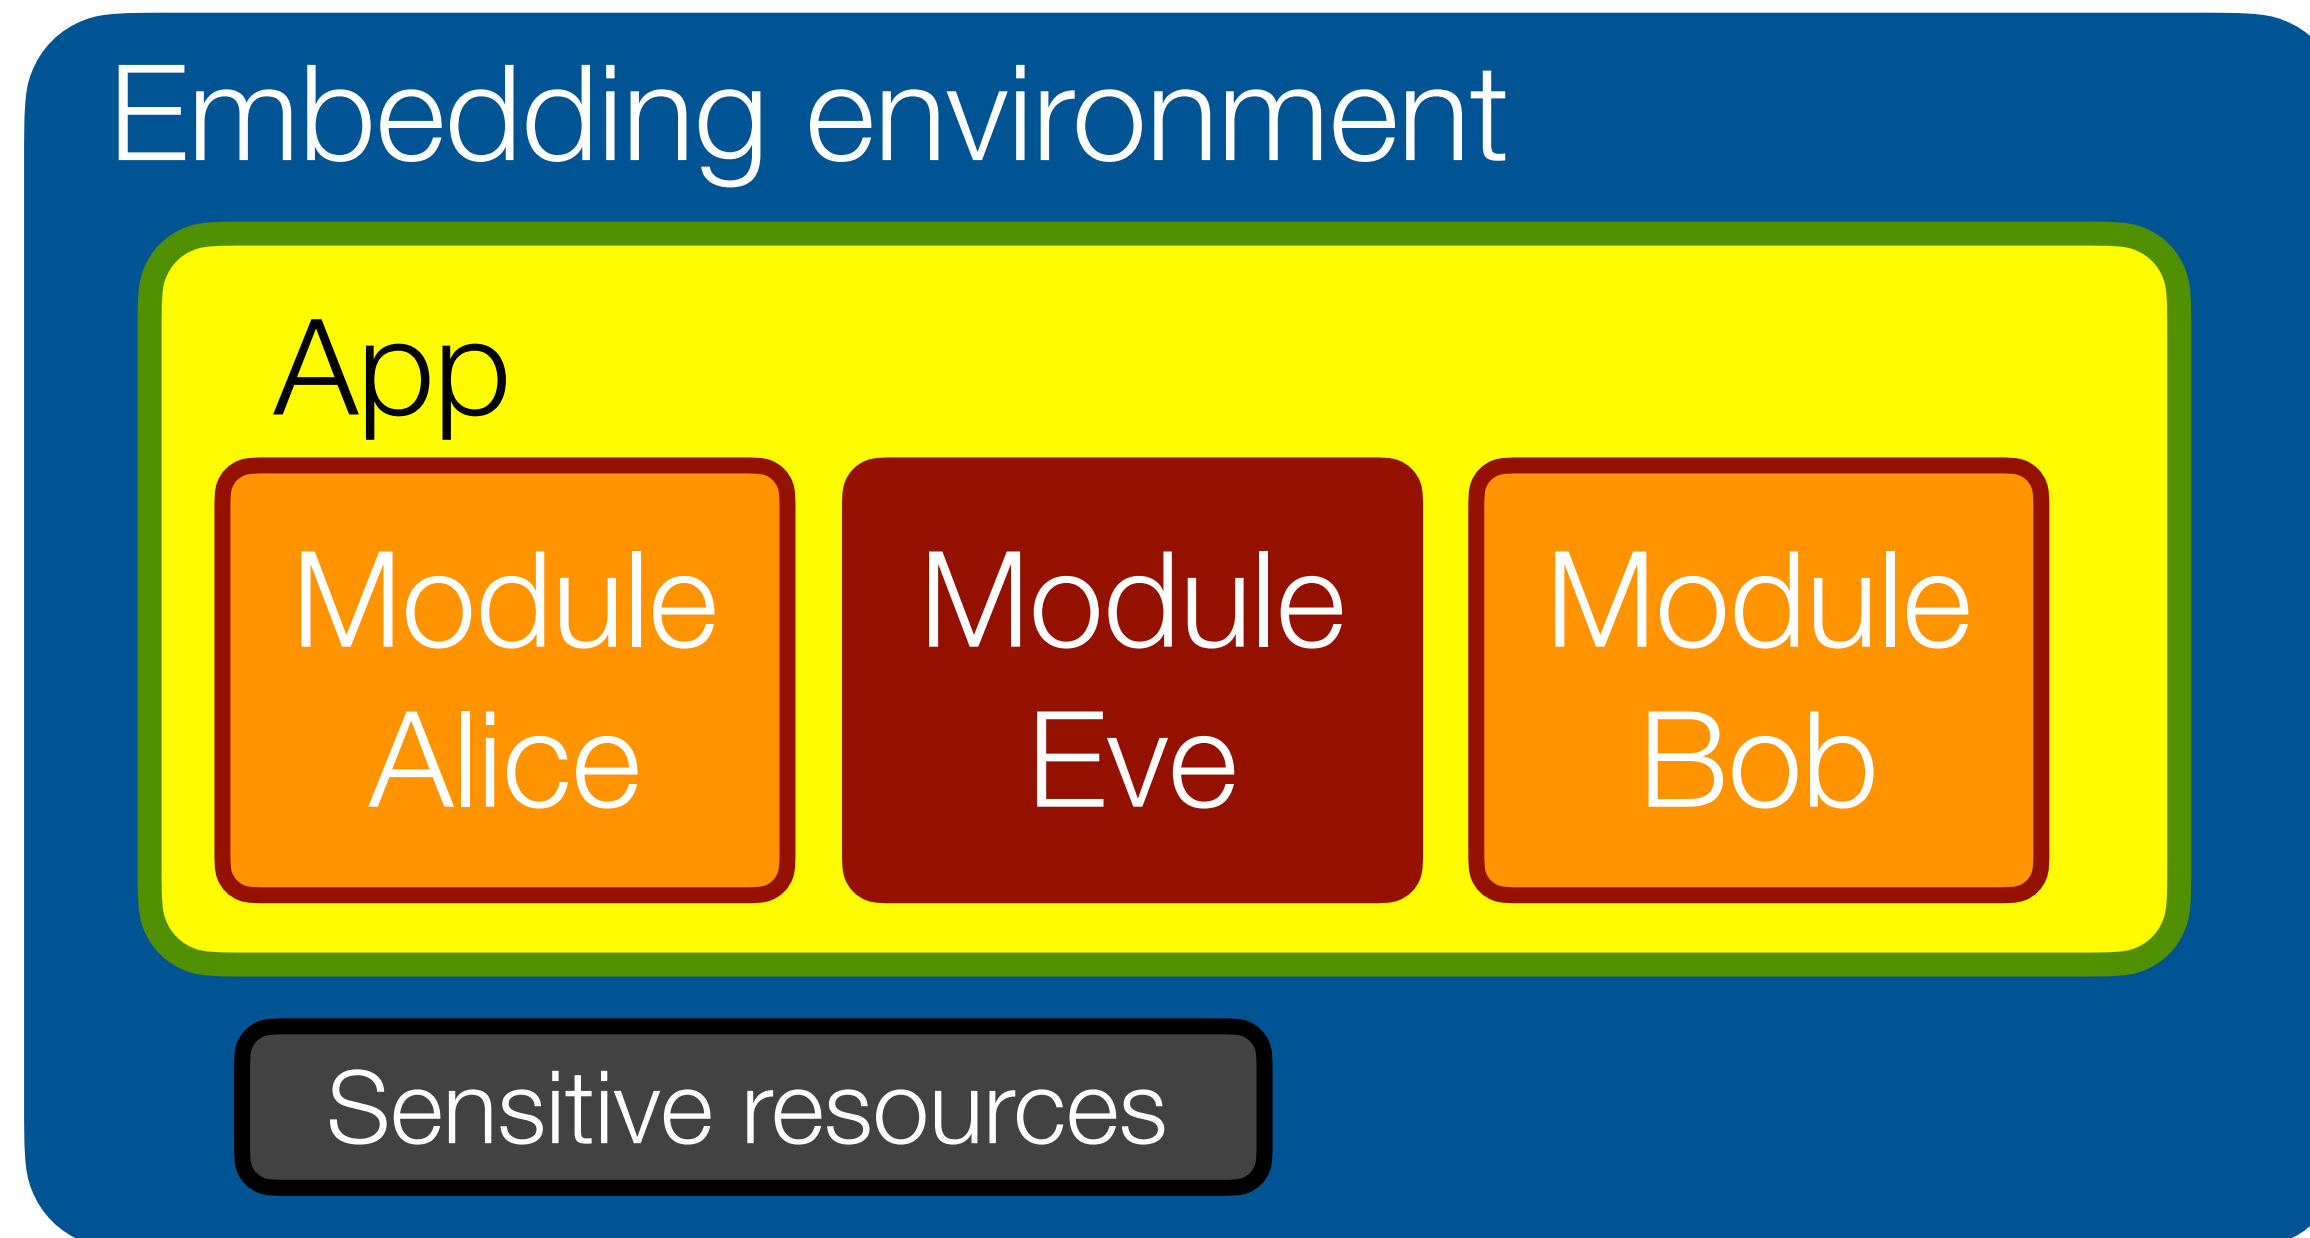 Embedding environment
App
Module
Alice
Module
Eve
Module
Bob
Sensitive resources